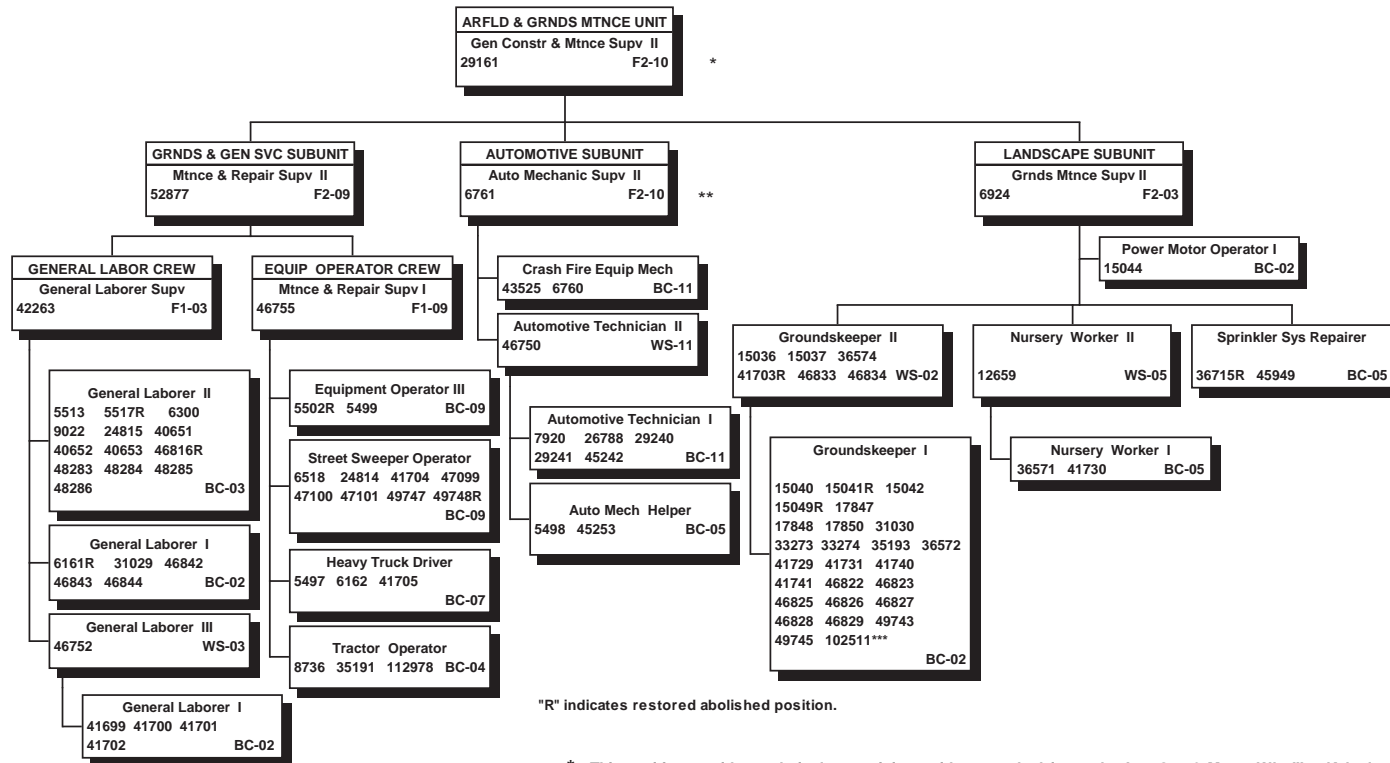 ARFLD & GRNDS MTNCE UNIT
Gen Constr & Mtnce Supv II
29161 F2-10 *
GRNDS & GEN SVC SUBUNIT
Mtnce & Repair Supv II
52877 F2-09
AUTOMOTIVE SUBUNIT
Auto Mechanic Supv II
6761 F2-10 **
LANDSCAPE SUBUNIT
Grnds Mtnce Supv II
6924 F2-03
Power Motor Operator I
15044 BC-02
GENERAL LABOR CREW
General Laborer Supv
42263 F1-03
EQUIP OPERATOR CREW
Mtnce & Repair Supv I
46755 F1-09
Crash Fire Equip Mech
43525 6760 BC-11
Automotive Technician II
46750 WS-11
Groundskeeper II
15036 15037 36574
41703R 46833 46834 WS-02
Nursery Worker II
12659 WS-05
Sprinkler Sys Repairer
36715R 45949 BC-05
General Laborer II
5513 5517R 6300
9022 24815 40651
40652 40653 46816R
48283 48284 48285
48286 BC-03
Equipment Operator III
5502R 5499 BC-09
Automotive Technician I
7920 26788 29240
29241 45242 BC-11
Groundskeeper I
15040 15041R 15042
15049R 17847
17848 17850 31030
33273 33274 35193 36572
41729 41731 41740
41741 46822 46823
46825 46826 46827
46828 46829 49743
49745 102511***
BC-02
Nursery Worker I
36571 41730 BC-05
Street Sweeper Operator
6518 24814 41704 47099
47100 47101 49747 49748R
BC-09
Auto Mech Helper
5498 45253 BC-05
General Laborer I
6161R 31029 46842
46843 46844 BC-02
Heavy Truck Driver
5497 6162 41705
BC-07
General Laborer III
46752 WS-03
Tractor Operator
8736 35191 112978 BC-04
General Laborer I
41699 41700 41701
41702 BC-02
"R" indicates restored abolished position.